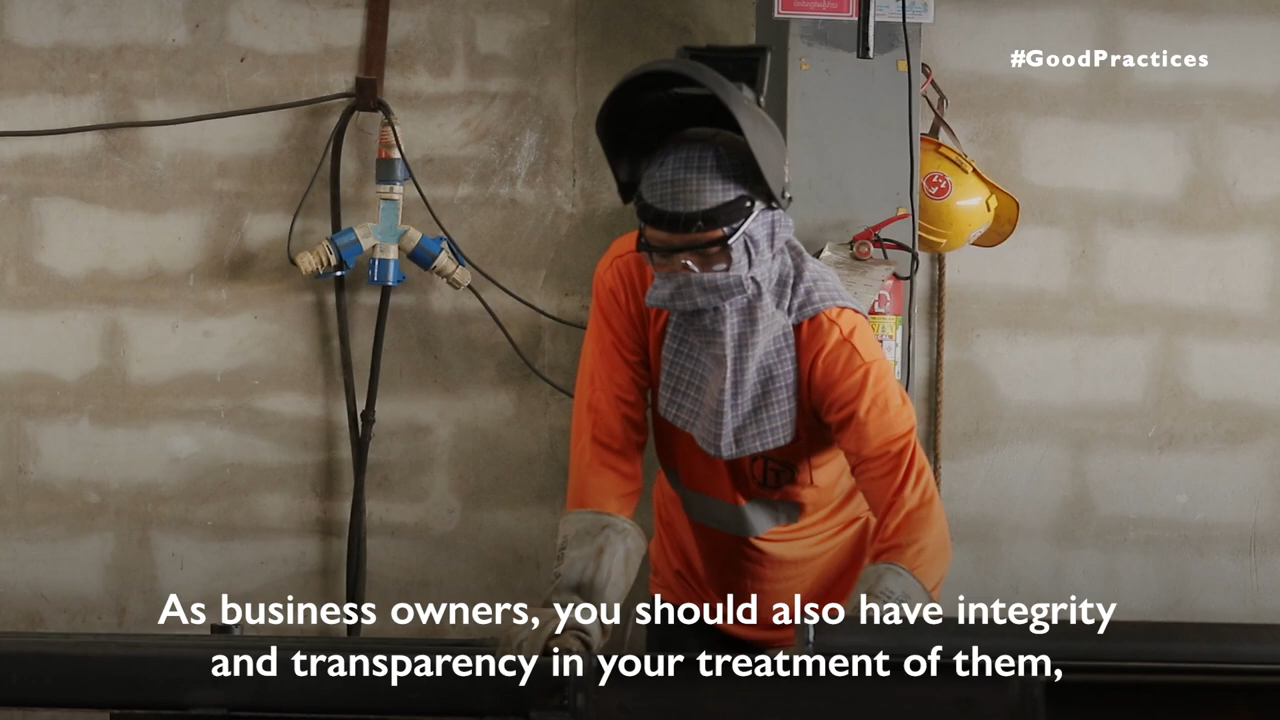 #GoodPractices
As business owners, you should also have integrity
and transparency in your treatment of them,